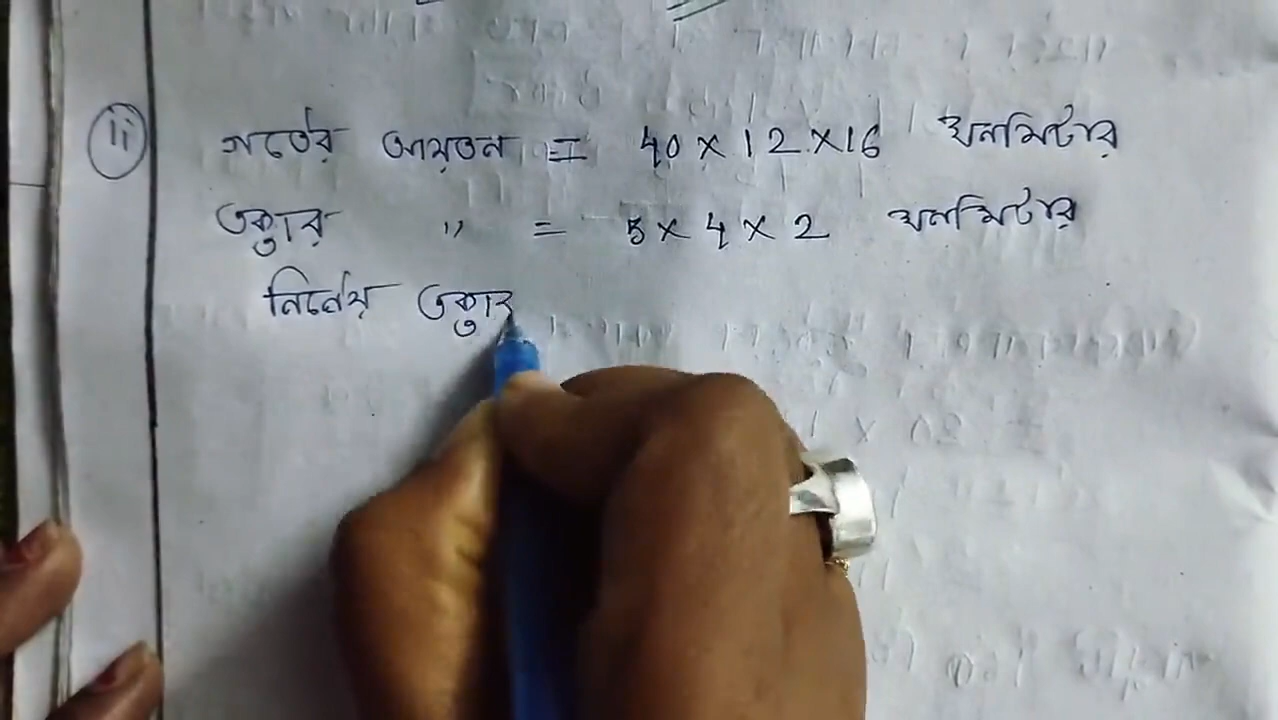 ii গর্তের আয়তন = 40 × 12 × 16 ঘনমিটার
তক্তার " = 5 × 4 × 2 ঘনমিটার
নির্ণেয় তক্তার